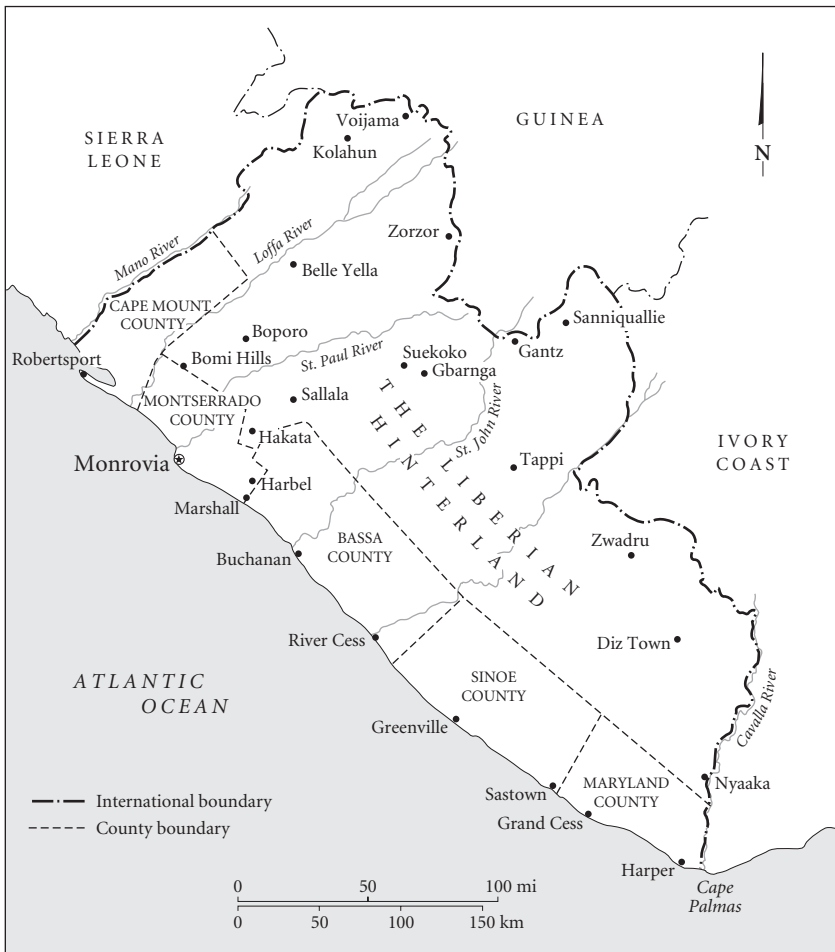 GUINEA
SIERRA
LEONE
Voijama
Kolahun
N
Mano River
Loffa River
Zorzor
Belle Yella
CAPE MOUNT
COUNTY
Sanniquallie
Boporo
Gantz
Robertsport
Bomi Hills
St. Paul River
Suekoko
Gbarnga
MONTSERRADO
COUNTY
Sallala
THE LIBERIAN
HINTERLAND
St. John River
Hakata
IVORY
COAST
Monrovia
Tappi
Harbel
Marshall
BASSA
COUNTY
Zwadru
Buchanan
River Cess
Diz Town
ATLANTIC
OCEAN
SINOE
COUNTY
Cavalla River
Greenville
Nyaaka
MARYLAND
COUNTY
Sastown
Grand Cess
International boundary
County boundary
Harper
Cape
Palmas
0 50 100 mi
0 50 100 150 km